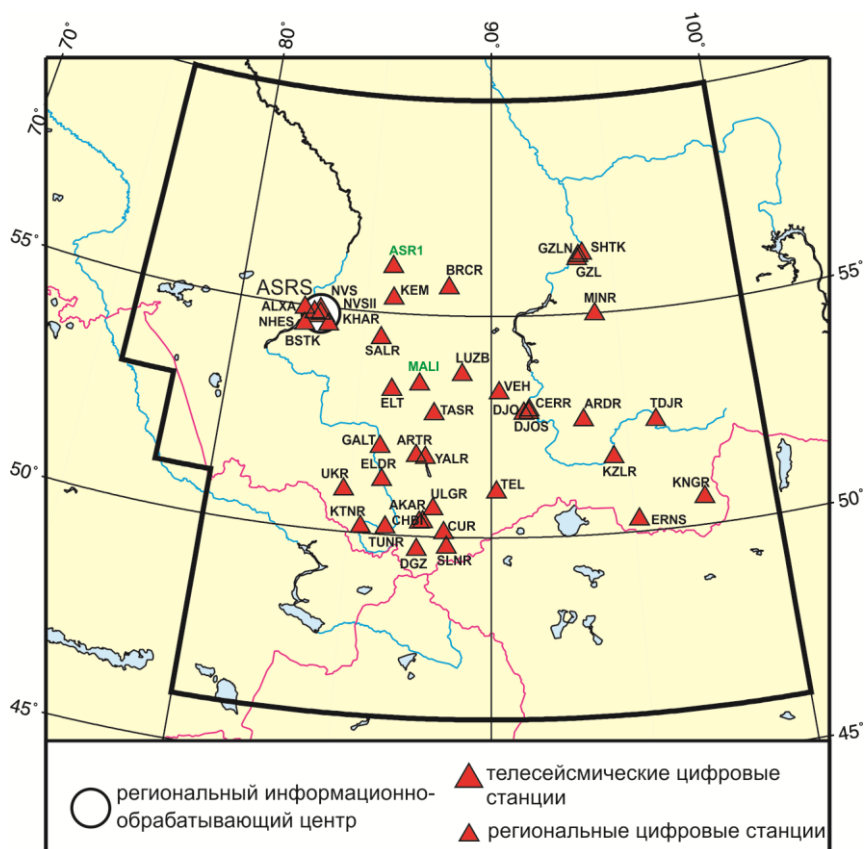 70°
80°
90
100°
70°
55°
50°
45°
55°
50°
45°
ASR1
BRCR
KEM
GZLN
SHTK
GZL
MINR
ASRS
NVS
ALXA
NVSII
NHES
KHAR
BSTK
SALR
MALI
LUZB
ELT
TASR
VEH
DJO
CERR
DJOS
ARDR
TDJR
GALT
ARTR
YALR
KZLR
UKR
ELDR
TEL
KNGR
AKAR
ULGR
KTNR
CHBI
CUR
ERNS
TUNR
DGZ
SLNR
региональный информационно-
обрабатывающий центр
телесейсмические цифровые
станции
региональные цифровые станции